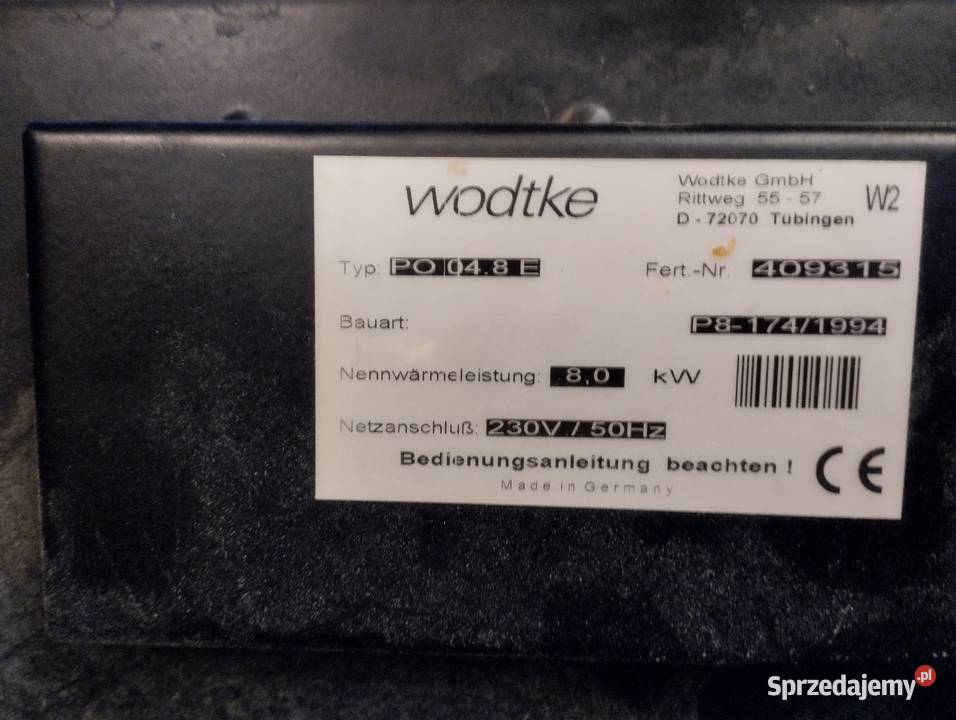 wodtke
Wodtke GmbH
Rittweg 55 - 57
D - 72070 Tübingen
W2
Typ: PO 04.8 E
Fert.-Nr.: 409315
Bauart: P8-174/1994
Nennwärmeleistung: 8,0 kW
Netzanschluß: 230V / 50Hz
Bedienungsanleitung beachten !
Made in Germany
CE
Sprzedajemy.pl